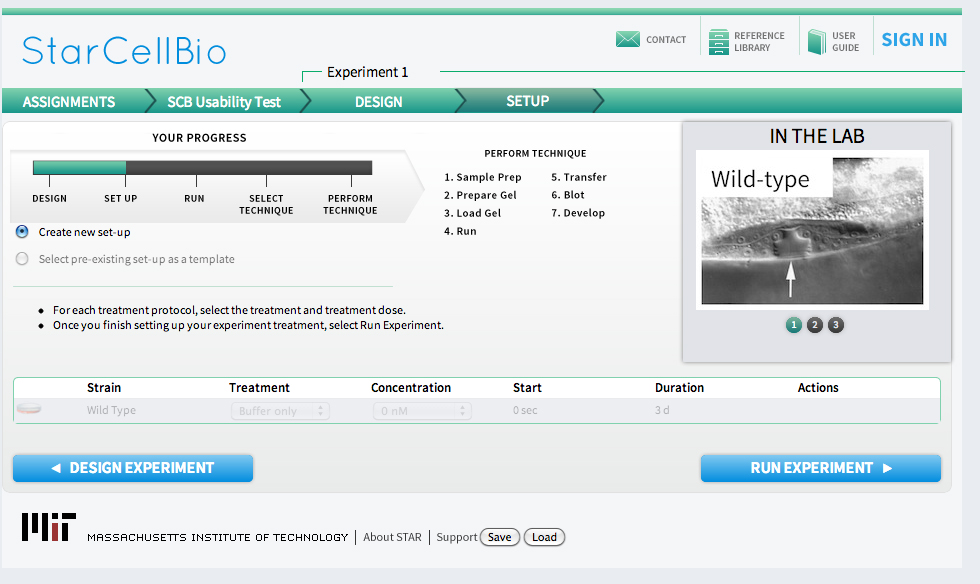 StarCellBio
CONTACT
REFERENCE
LIBRARY
USER
GUIDE
SIGN IN
Experiment 1
ASSIGNMENTS
SCB Usability Test
DESIGN
SETUP
YOUR PROGRESS
DESIGN
SET UP
RUN
SELECT
TECHNIQUE
PERFORM
TECHNIQUE
PERFORM TECHNIQUE
1. Sample Prep
2. Prepare Gel
3. Load Gel
4. Run
5. Transfer
6. Blot
7. Develop
IN THE LAB
Wild-type
1 2 3
Create new set-up
Select pre-existing set-up as a template
• For each treatment protocol, select the treatment and treatment dose.
• Once you finish setting up your experiment treatment, select Run Experiment.
Strain Treatment Concentration Start Duration Actions
Wild Type Buffer only 0 nM 0 sec 3 d
◄ DESIGN EXPERIMENT
RUN EXPERIMENT ►
MIT
MASSACHUSETTS INSTITUTE OF TECHNOLOGY | About STAR | Support Save Load